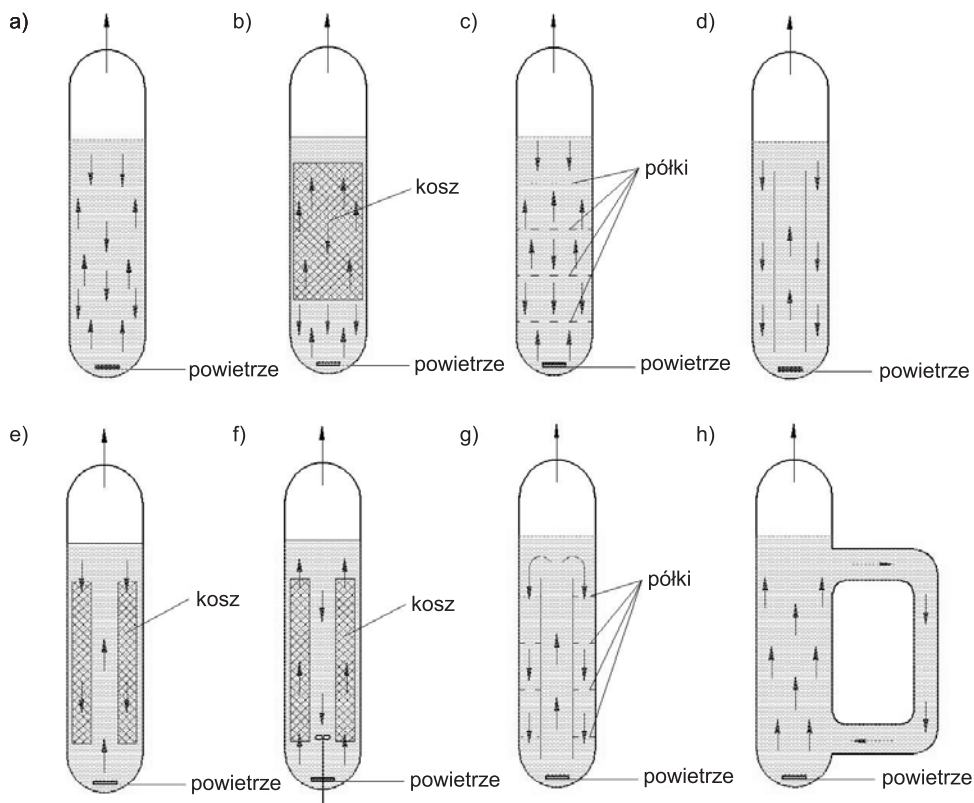 a)
b)
c)
d)
kosz
półki
powietrze
powietrze
powietrze
powietrze
e)
f)
g)
h)
kosz
kosz
półki
powietrze
powietrze
powietrze
powietrze